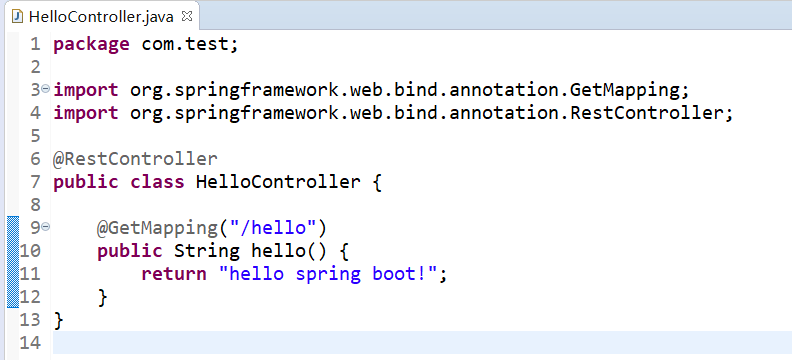 HelloController.java
1 package com.test;
2
3 import org.springframework.web.bind.annotation.GetMapping;
4 import org.springframework.web.bind.annotation.RestController;
5
6 @RestController
7 public class HelloController {
8
9     @GetMapping("/hello")
10     public String hello() {
11         return "hello spring boot!";
12     }
13 }
14